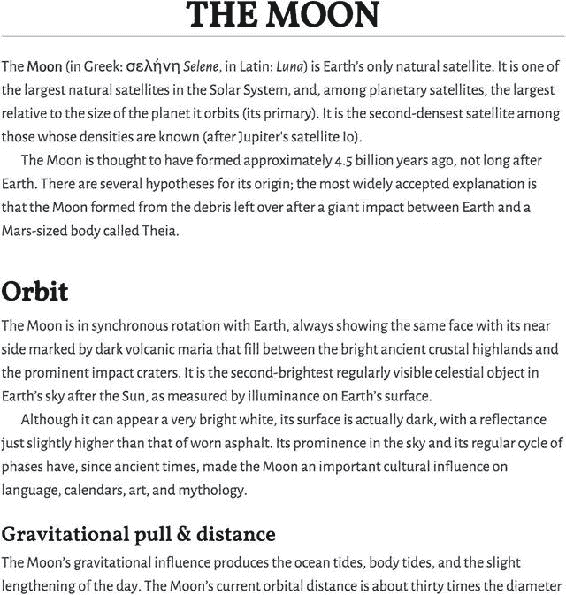 THE MOON
The Moon (in Greek: σελήνη Selene, in Latin: Luna) is Earth’s only natural satellite. It is one of
the largest natural satellites in the Solar System, and, among planetary satellites, the largest
relative to the size of the planet it orbits (its primary). It is the second-densest satellite among
those whose densities are known (after Jupiter’s satellite Io).
The Moon is thought to have formed approximately 4.5 billion years ago, not long after
Earth. There are several hypotheses for its origin; the most widely accepted explanation is
that the Moon formed from the debris left over after a giant impact between Earth and a
Mars-sized body called Theia.
Orbit
The Moon is in synchronous rotation with Earth, always showing the same face with its near
side marked by dark volcanic maria that fill between the bright ancient crustal highlands and
the prominent impact craters. It is the second-brightest regularly visible celestial object in
Earth’s sky after the Sun, as measured by illuminance on Earth’s surface.
Although it can appear a very bright white, its surface is actually dark, with a reflectance
just slightly higher than that of worn asphalt. Its prominence in the sky and its regular cycle of
phases have, since ancient times, made the Moon an important cultural influence on
language, calendars, art, and mythology.
Gravitational pull & distance
The Moon’s gravitational influence produces the ocean tides, body tides, and the slight
lengthening of the day. The Moon’s current orbital distance is about thirty times the diameter